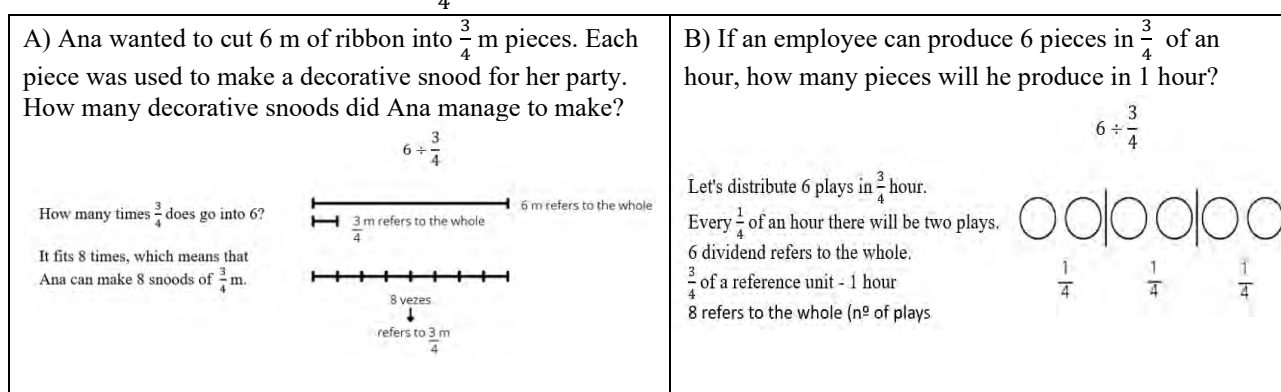 4
A) Ana wanted to cut 6 m of ribbon into 3/4 m pieces. Each
piece was used to make a decorative snood for her party.
How many decorative snoods did Ana manage to make?
6 ÷ 3/4
How many times 3/4 does go into 6?
It fits 8 times, which means that
Ana can make 8 snoods of 3/4 m.
6 m refers to the whole
3/4 m refers to the whole
8 vezes
refers to 3/4 m
B) If an employee can produce 6 pieces in 3/4 of an
hour, how many pieces will he produce in 1 hour?
6 ÷ 3/4
Let's distribute 6 plays in 3/4 hour.
Every 1/4 of an hour there will be two plays.
6 dividend refers to the whole.
3/4 of a reference unit - 1 hour
8 refers to the whole (nº of plays
1/4 1/4 1/4